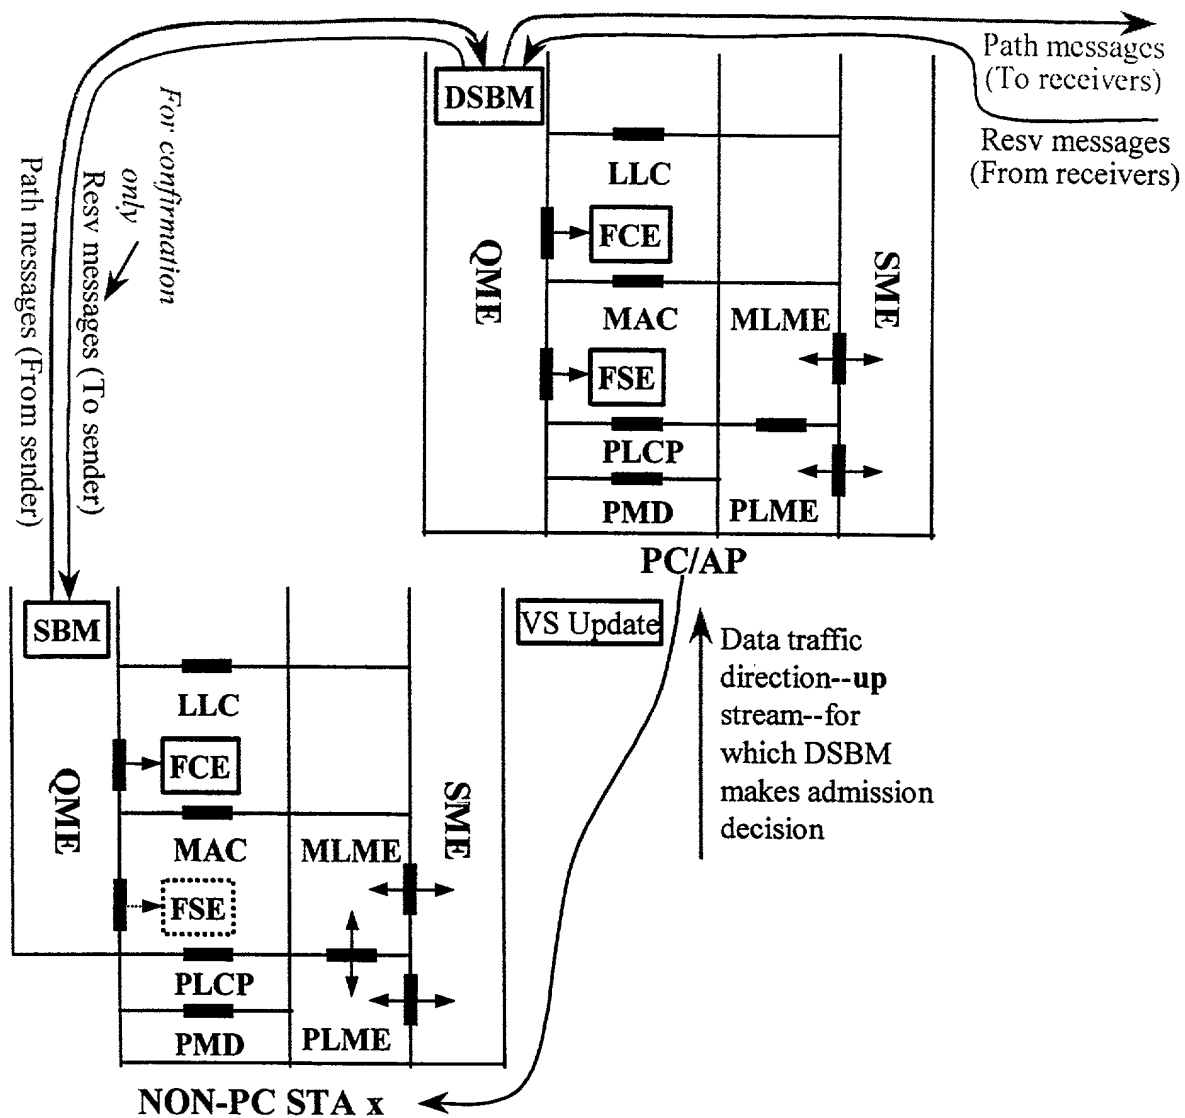 Path messages
(To receivers)
Resv messages
(From receivers)
For confirmation
only
Resv messages (To sender)
Path messages (From sender)
DSBM
LLC
QME
FCE
SME
MAC
MLME
FSE
PLCP
PMD
PLME
PC/AP
VS Update
Data traffic
direction--up
stream--for
which DSBM
makes admission
decision
SBM
LLC
QME
FCE
SME
MAC
MLME
FSE
PLCP
PMD
PLME
NON-PC STA x